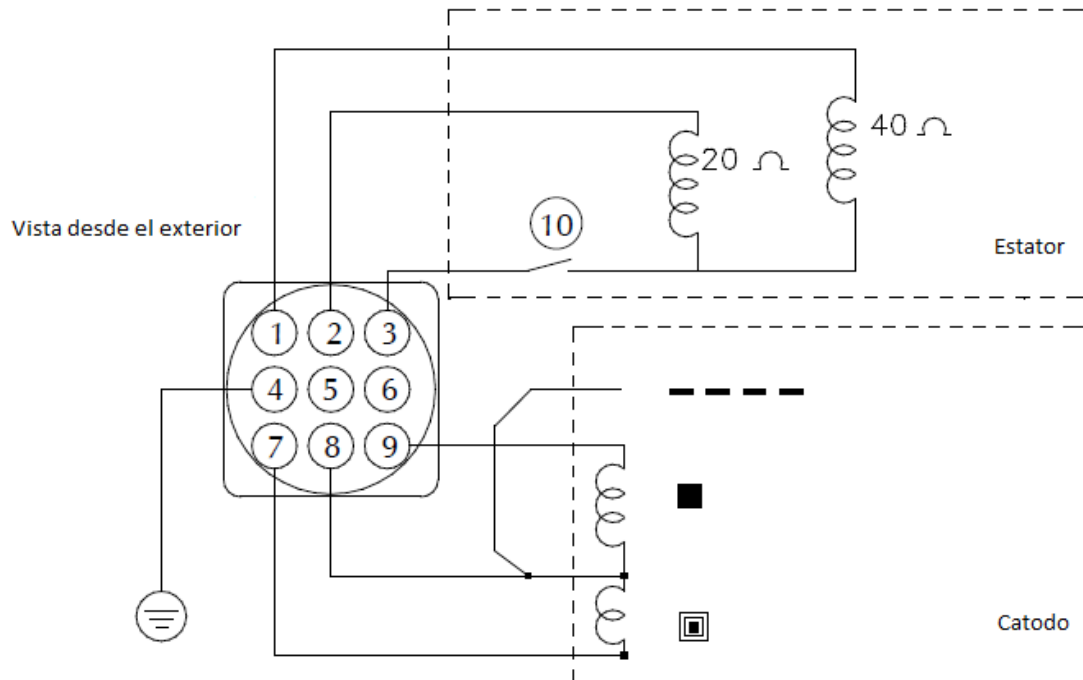 40 Ω
20 Ω
Vista desde el exterior
10
Estator
1 2 3
4 5 6
7 8 9
Catodo